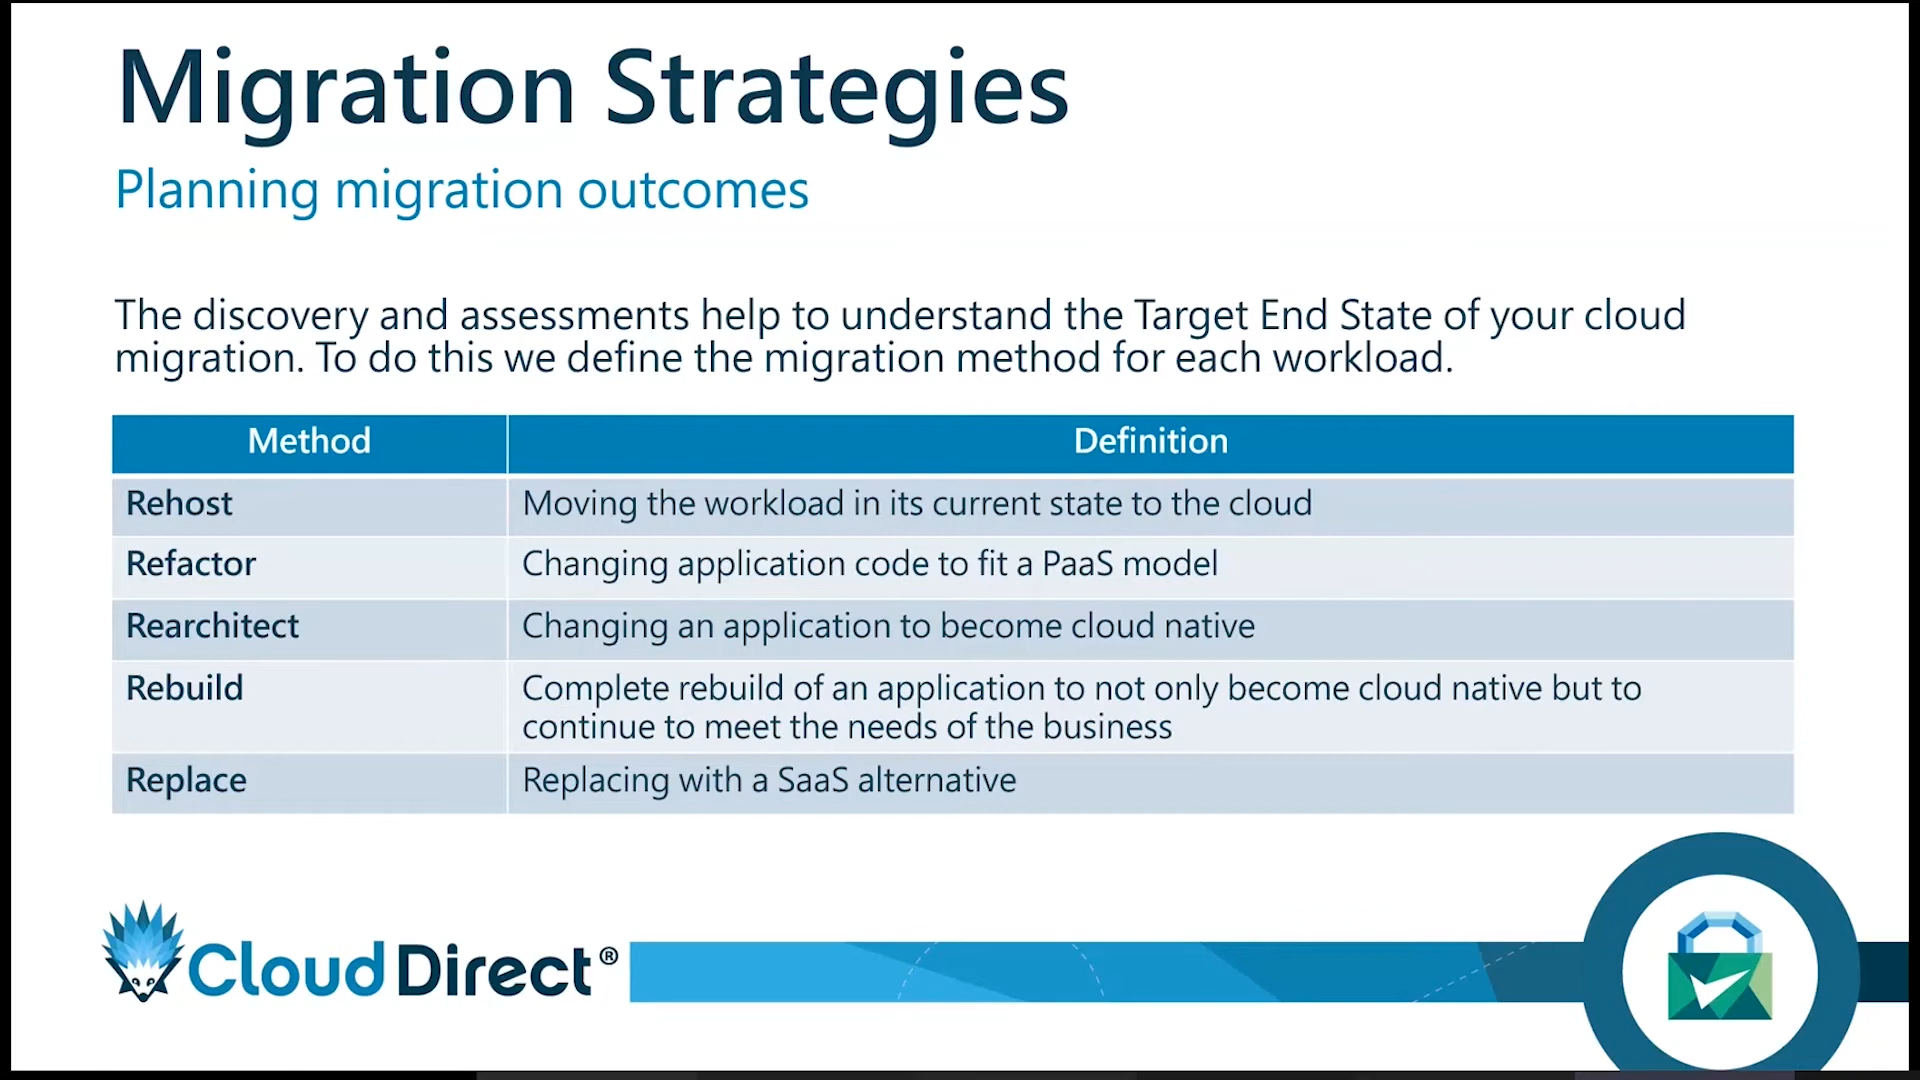 Migration Strategies
Planning migration outcomes
The discovery and assessments help to understand the Target End State of your cloud
migration. To do this we define the migration method for each workload.
Method Definition
Rehost Moving the workload in its current state to the cloud
Refactor Changing application code to fit a PaaS model
Rearchitect Changing an application to become cloud native
Rebuild Complete rebuild of an application to not only become cloud native but to
continue to meet the needs of the business
Replace Replacing with a SaaS alternative
Cloud Direct®